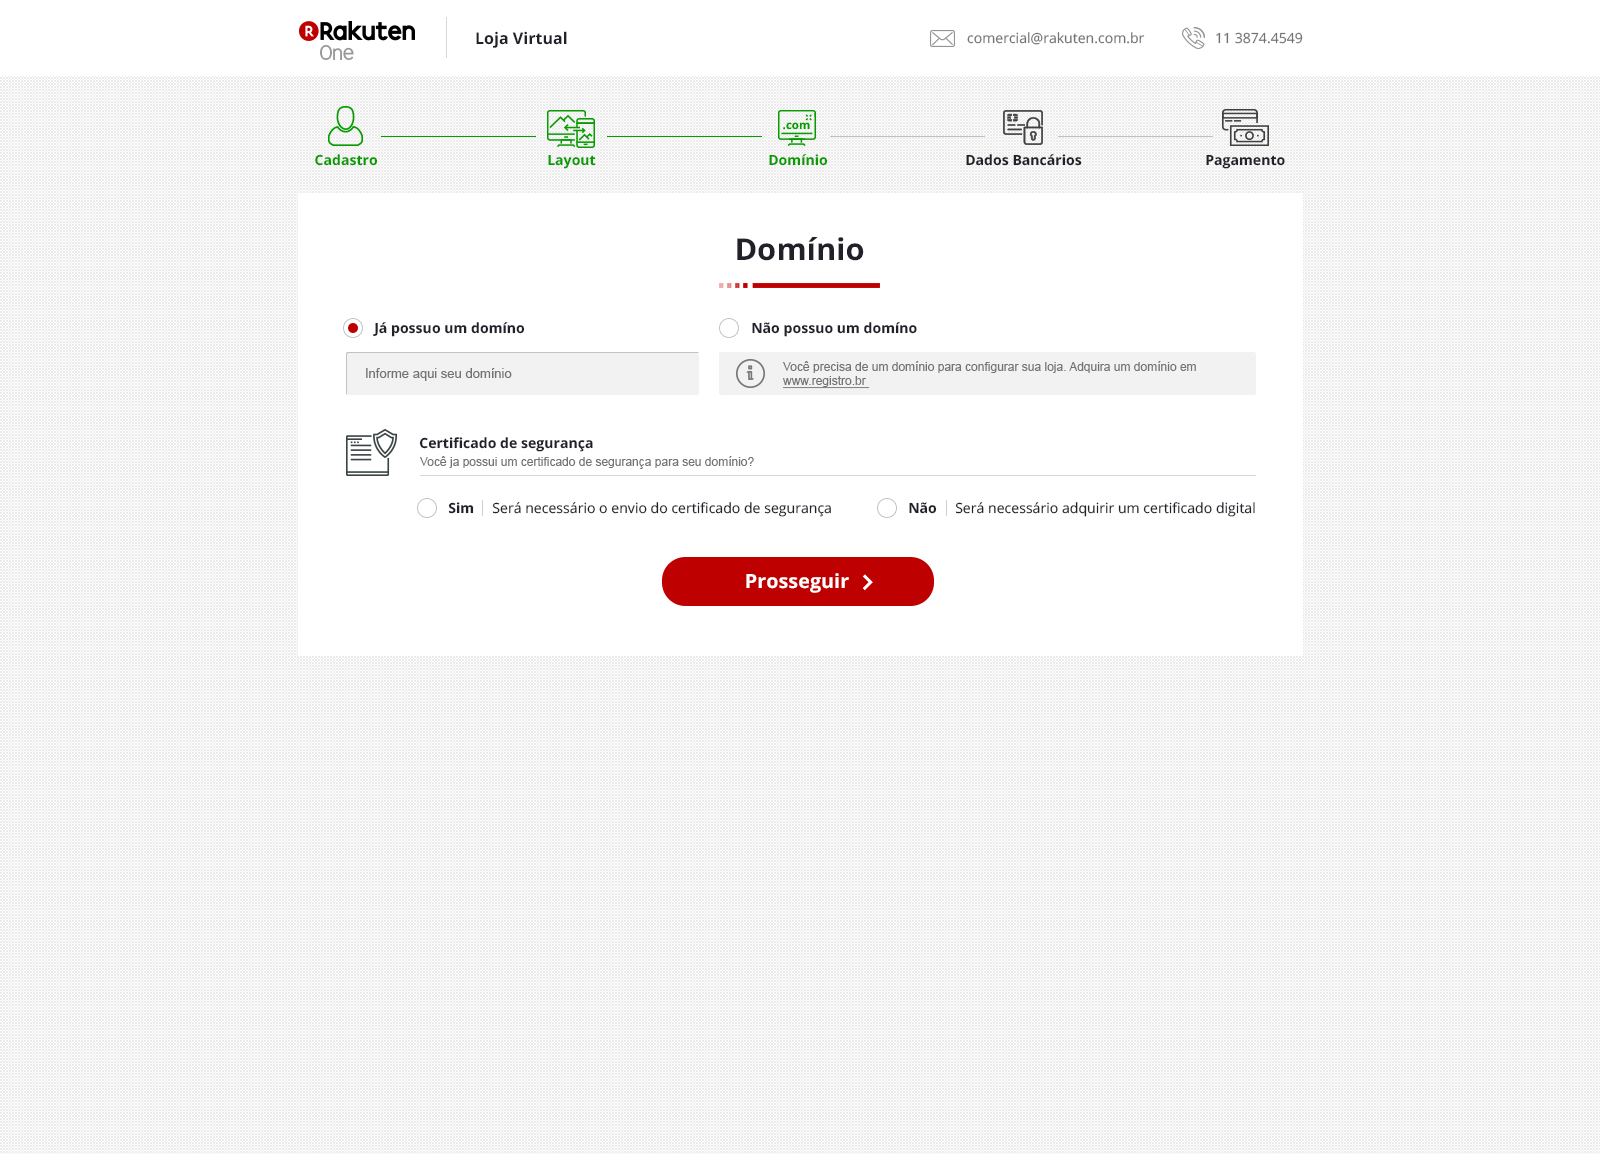 R Rakuten
One
Loja Virtual
comercial@rakuten.com.br
11 3874.4549
.com
Cadastro
Layout
Domínio
Dados Bancários
Pagamento
Domínio
Já possuo um domíno
Não possuo um domíno
Informe aqui seu domínio
Você precisa de um domínio para configurar sua loja. Adquira um domínio em
www.registro.br
Certificado de segurança
Você ja possui um certificado de segurança para seu domínio?
Sim Será necessário o envio do certificado de segurança
Não Será necessário adquirir um certificado digital
Prosseguir